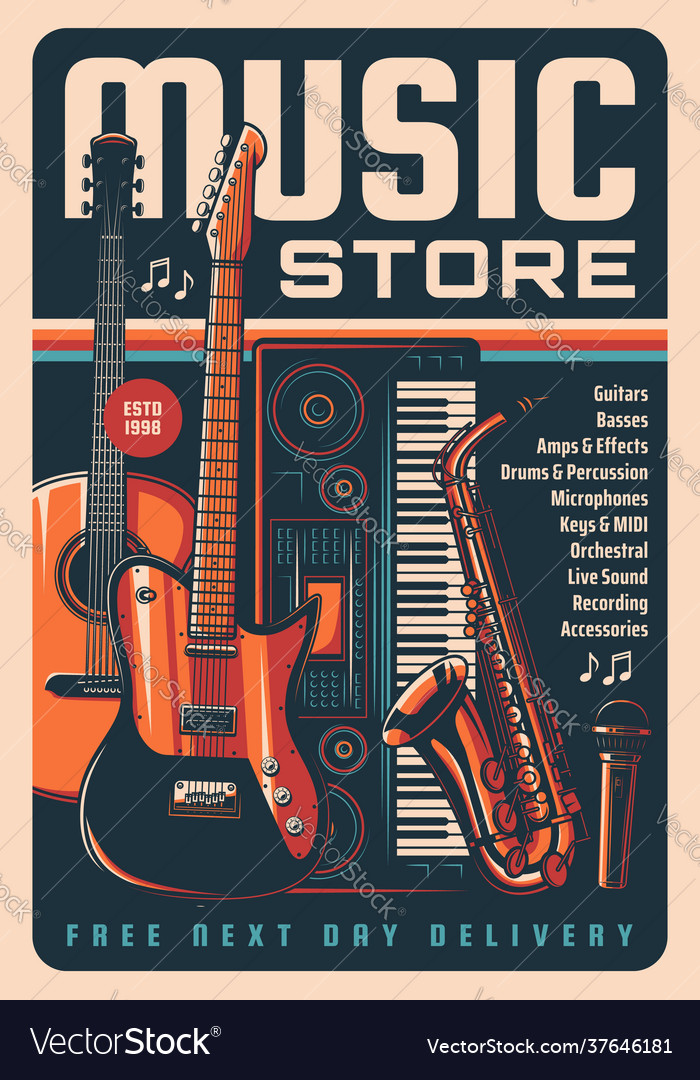 MUSIC
STORE
ESTD
1998
Guitars
Basses
Amps & Effects
Drums & Percussion
Microphones
Keys & MIDI
Orchestral
Live Sound
Recording
Accessories
FREE NEXT DAY DELIVERY
VectorStock®
VectorStock.com/37646181